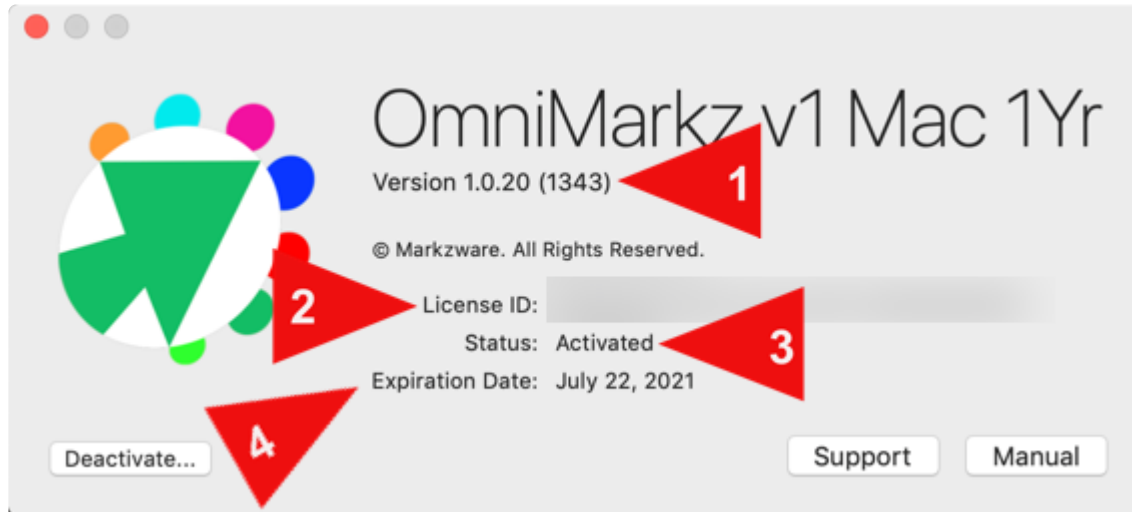 OmniMarkz v1 Mac 1Yr
Version 1.0.20 (1343)
1
© Markzware. All Rights Reserved.
2
License ID:
Status: Activated
3
Expiration Date: July 22, 2021
4
Deactivate...
Support
Manual